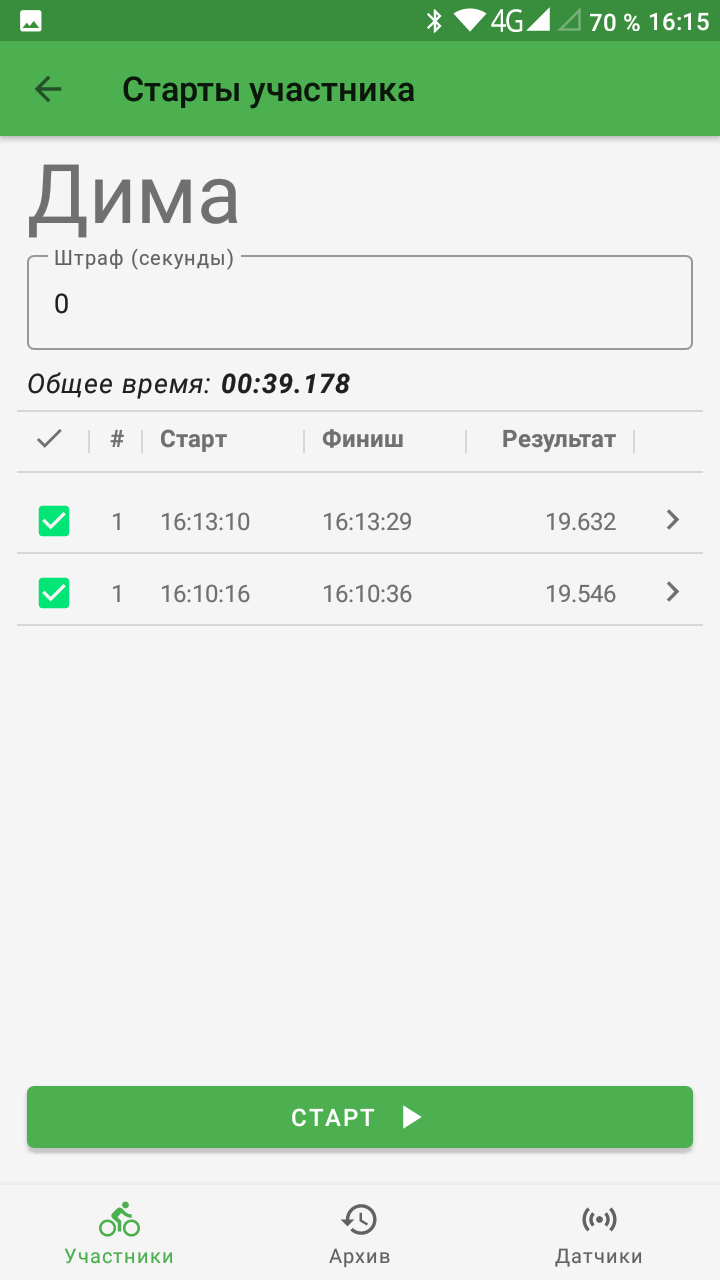 4G 70 % 16:15
Старты участника
Дима
Штраф (секунды)
0
Общее время: 00:39.178
# Старт Финиш Результат
1 16:13:10 16:13:29 19.632
1 16:10:16 16:10:36 19.546
СТАРТ
Участники Архив Датчики